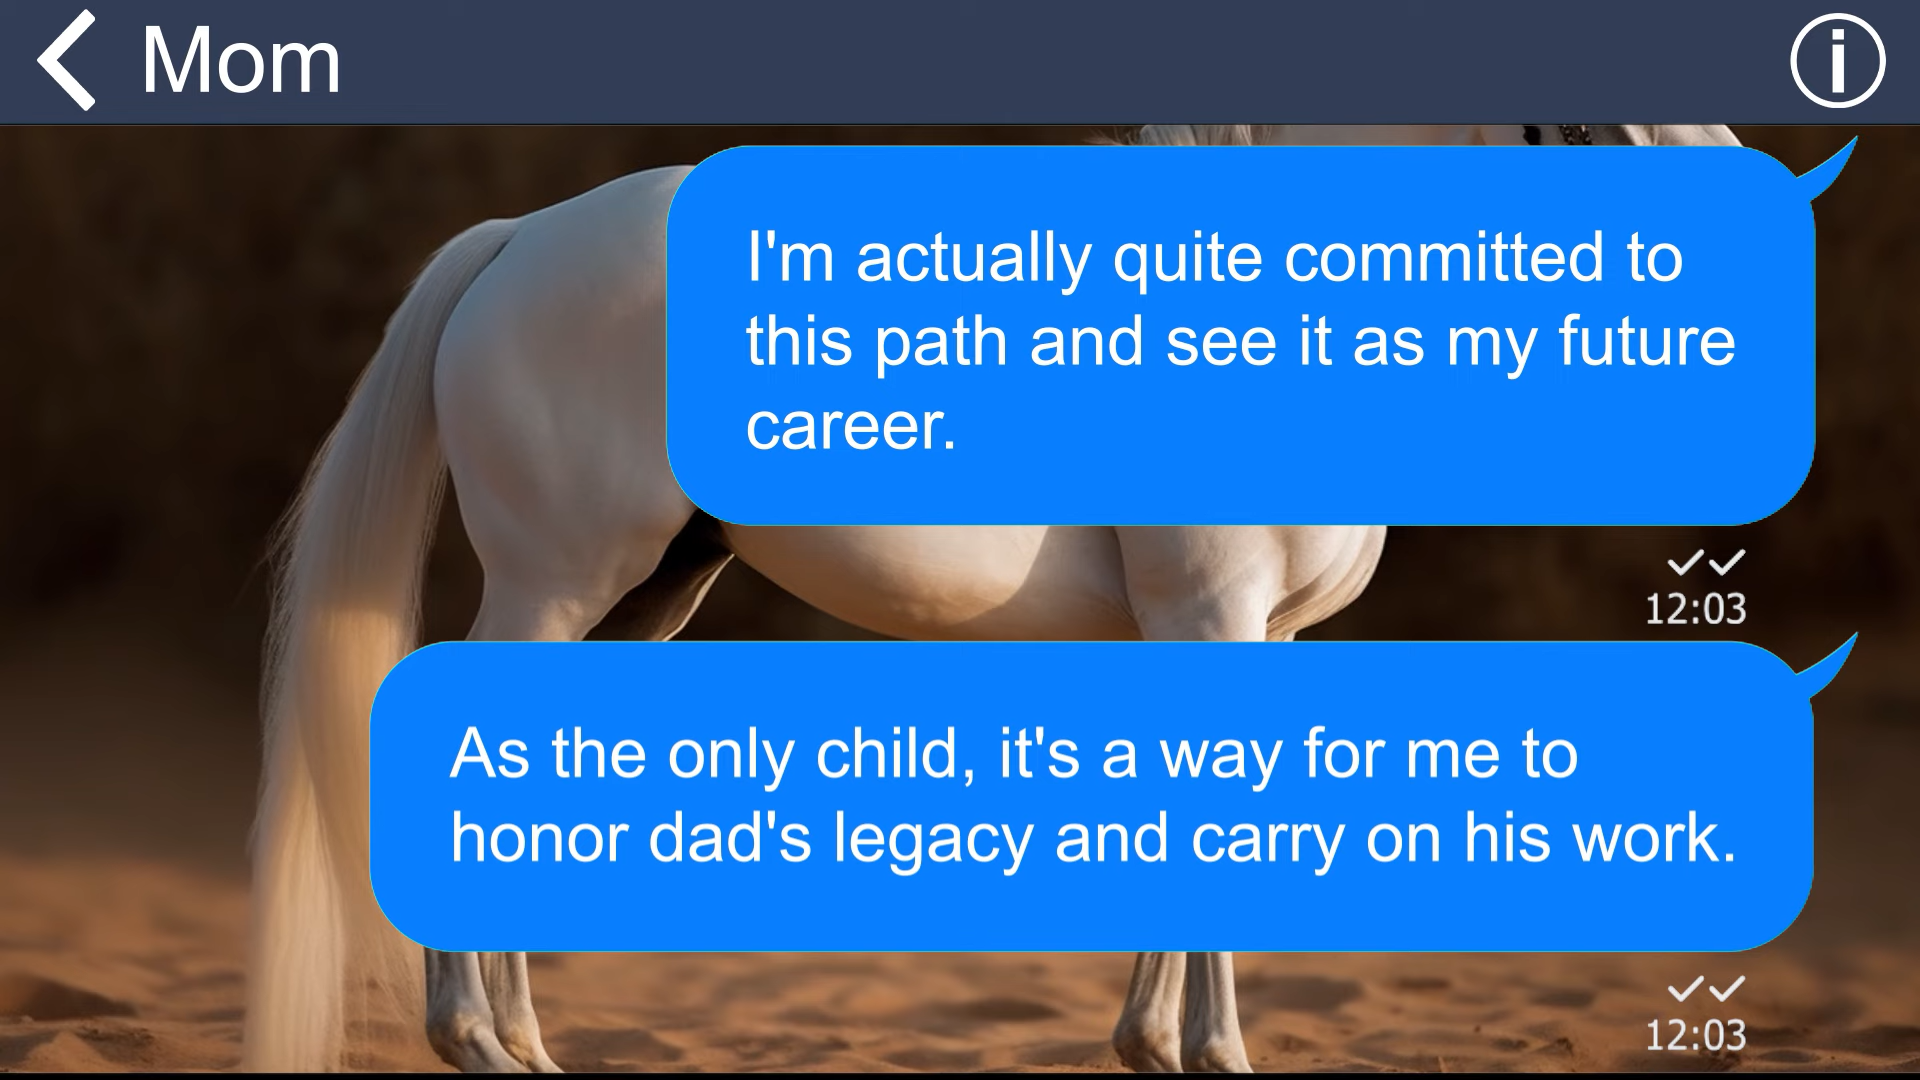 Mom
I'm actually quite committed to
this path and see it as my future
career.
12:03
As the only child, it's a way for me to
honor dad's legacy and carry on his work.
12:03